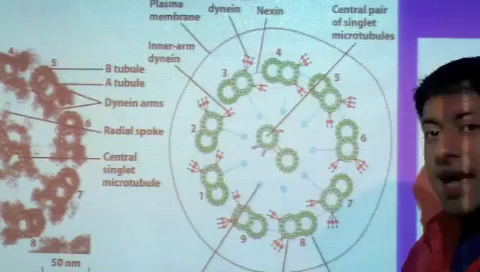 Plasma
membrane
dynein
Nexin
Central pair
of singlet
microtubules
Inner-arm
dynein
B tubule
A tubule
Dynein arms
Radial spoke
Central
singlet
microtubule
50 nm
4
5
6
7
8
1
2
3
4
5
6
7
8
9